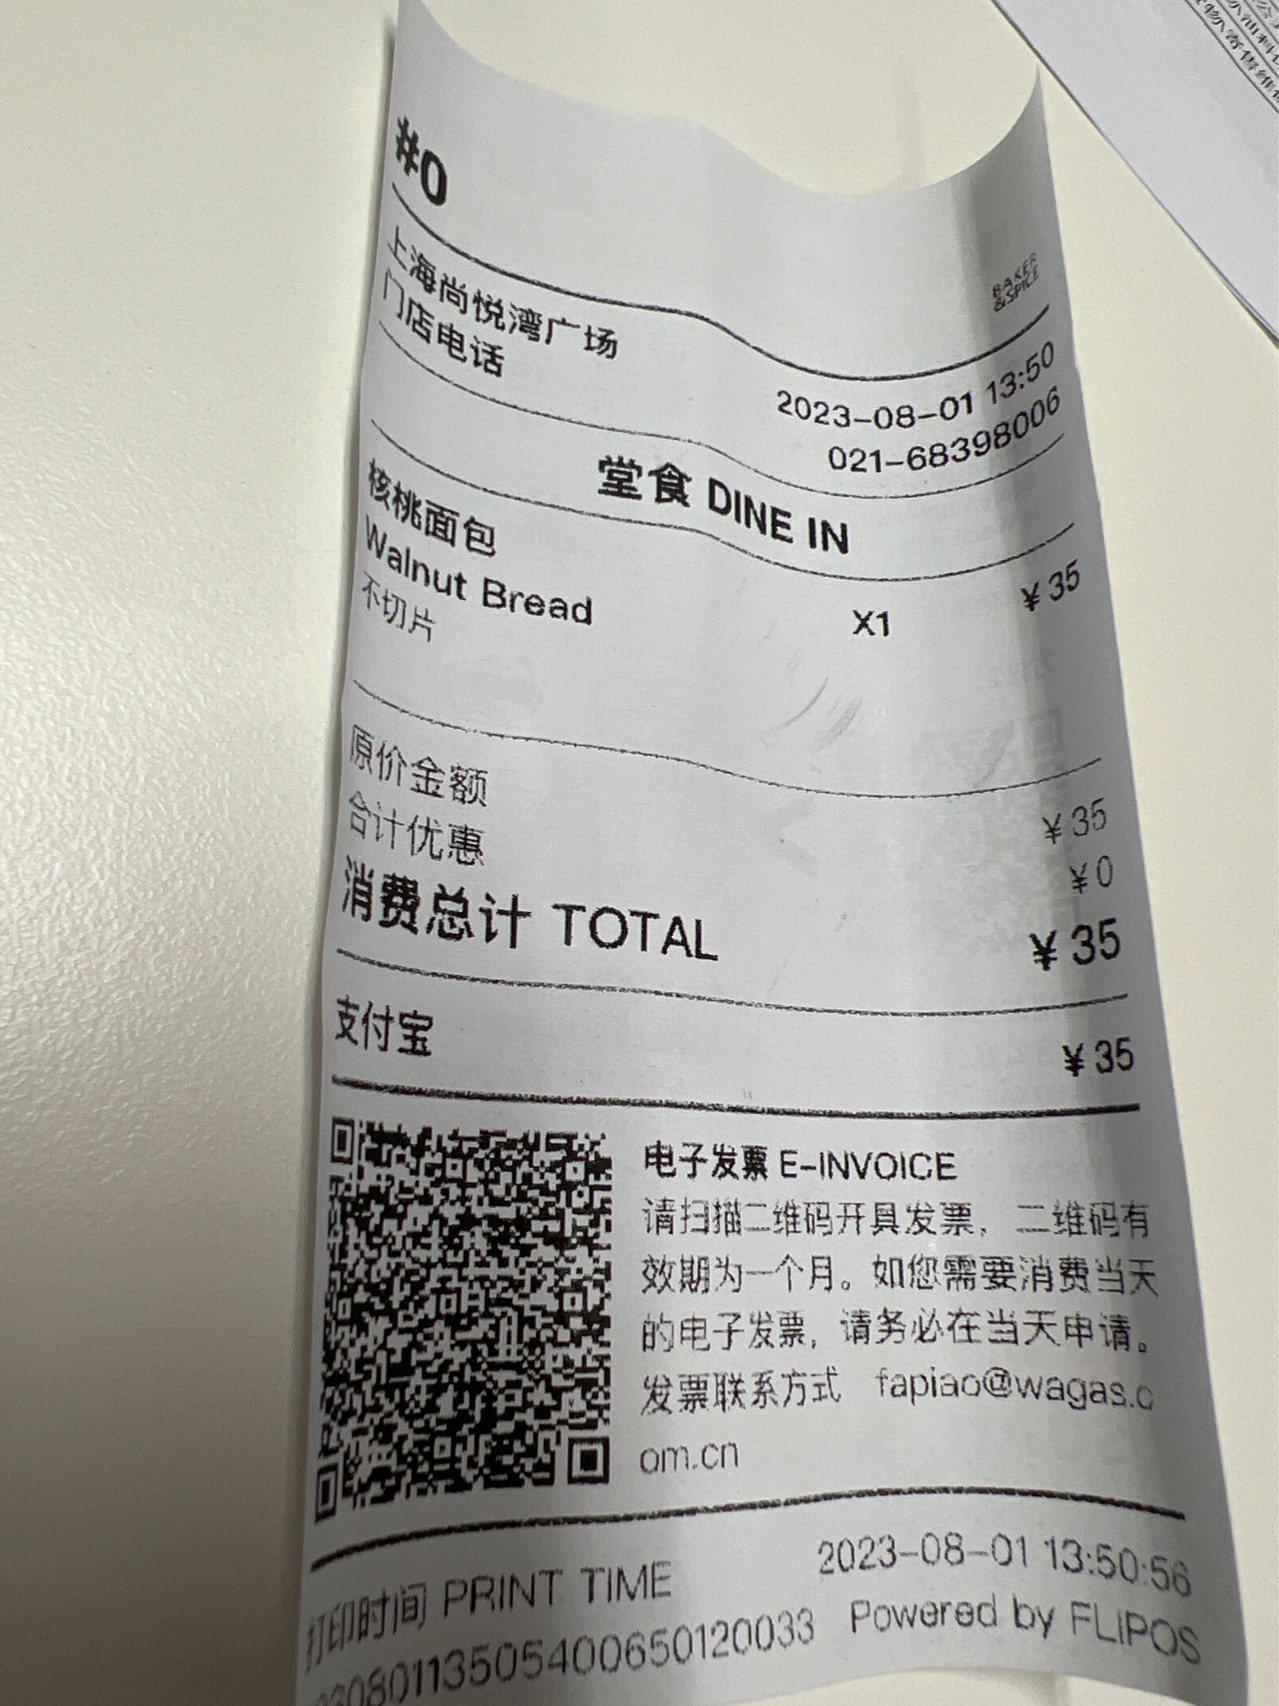 #0
BAKER
&SPICE
上海尚悦湾广场 2023-08-01 13:50
门店电话 021-68398006
堂食 DINE IN
核桃面包 ¥35
Walnut Bread X1
不切片
原价金额 ¥35
合计优惠 ¥0
消费总计 TOTAL ¥35
支付宝 ¥35
电子发票 E-INVOICE
请扫描二维码开具发票，二维码有
效期为一个月。如您需要消费当天
的电子发票，请务必在当天申请。
发票联系方式 fapiao@wagas.c
om.cn
打印时间 PRINT TIME 2023-08-01 13:50:56
Powered by FLIPOS